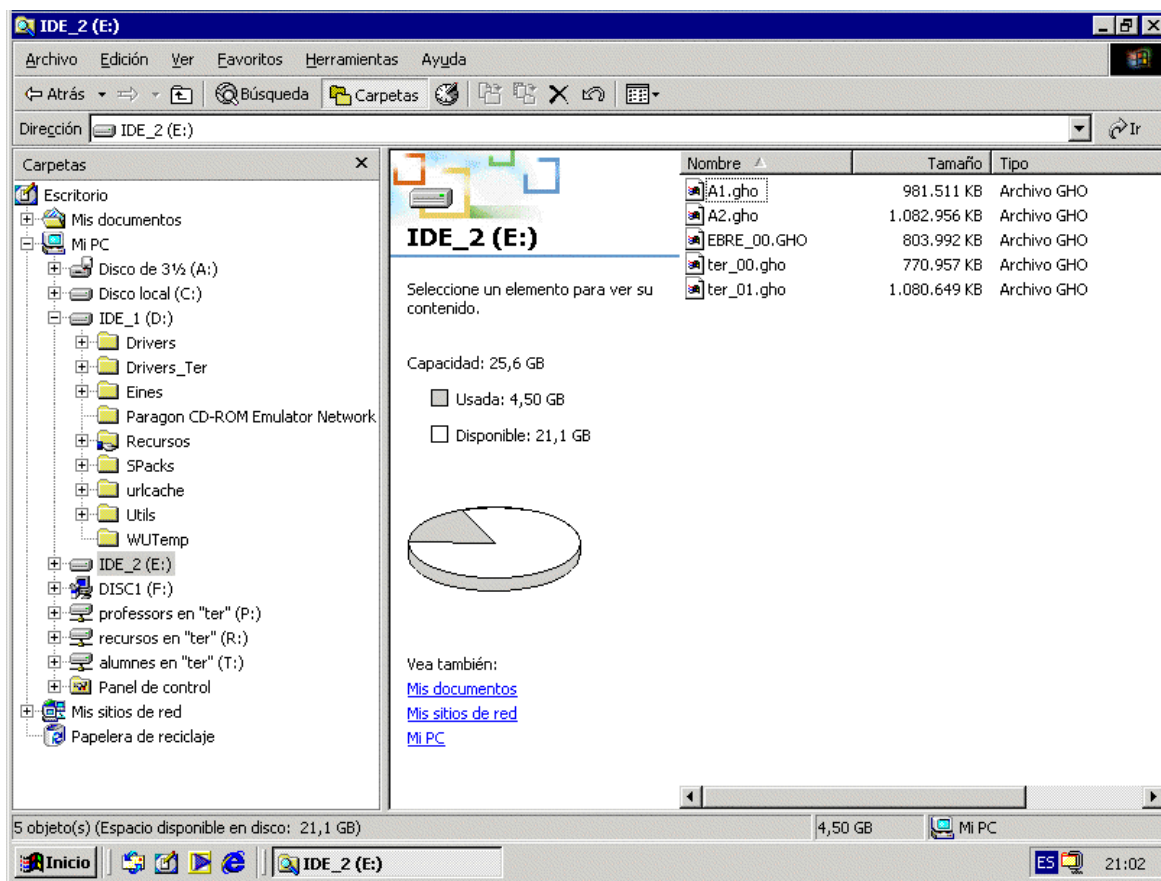 IDE_2 (E:)
Archivo Edición Ver Favoritos Herramientas Ayuda
Atrás Búsqueda Carpetas
Dirección IDE_2 (E:) Ir
Carpetas
Escritorio
Mis documentos
Mi PC
Disco de 3½ (A:)
Disco local (C:)
IDE_1 (D:)
Drivers
Drivers_Ter
Eines
Paragon CD-ROM Emulator Network
Recursos
SPacks
urlcache
Utils
WUTemp
IDE_2 (E:)
DISC1 (F:)
professors en "ter" (P:)
recursos en "ter" (R:)
alumnes en "ter" (T:)
Panel de control
Mis sitios de red
Papelera de reciclaje
IDE_2 (E:)
Seleccione un elemento para ver su
contenido.
Capacidad: 25,6 GB
Usada: 4,50 GB
Disponible: 21,1 GB
Vea también:
Mis documentos
Mis sitios de red
Mi PC
Nombre Tamaño Tipo
A1.gho 981.511 KB Archivo GHO
A2.gho 1.082.956 KB Archivo GHO
EBRE_00.GHO 803.992 KB Archivo GHO
ter_00.gho 770.957 KB Archivo GHO
ter_01.gho 1.080.649 KB Archivo GHO
5 objeto(s) (Espacio disponible en disco: 21,1 GB) 4,50 GB Mi PC
Inicio IDE_2 (E:) ES 21:02